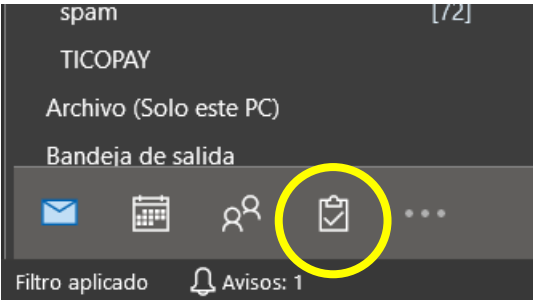 spam [72]
TICOPAY
Archivo (Solo este PC)
Bandeja de salida
Filtro aplicado Avisos: 1